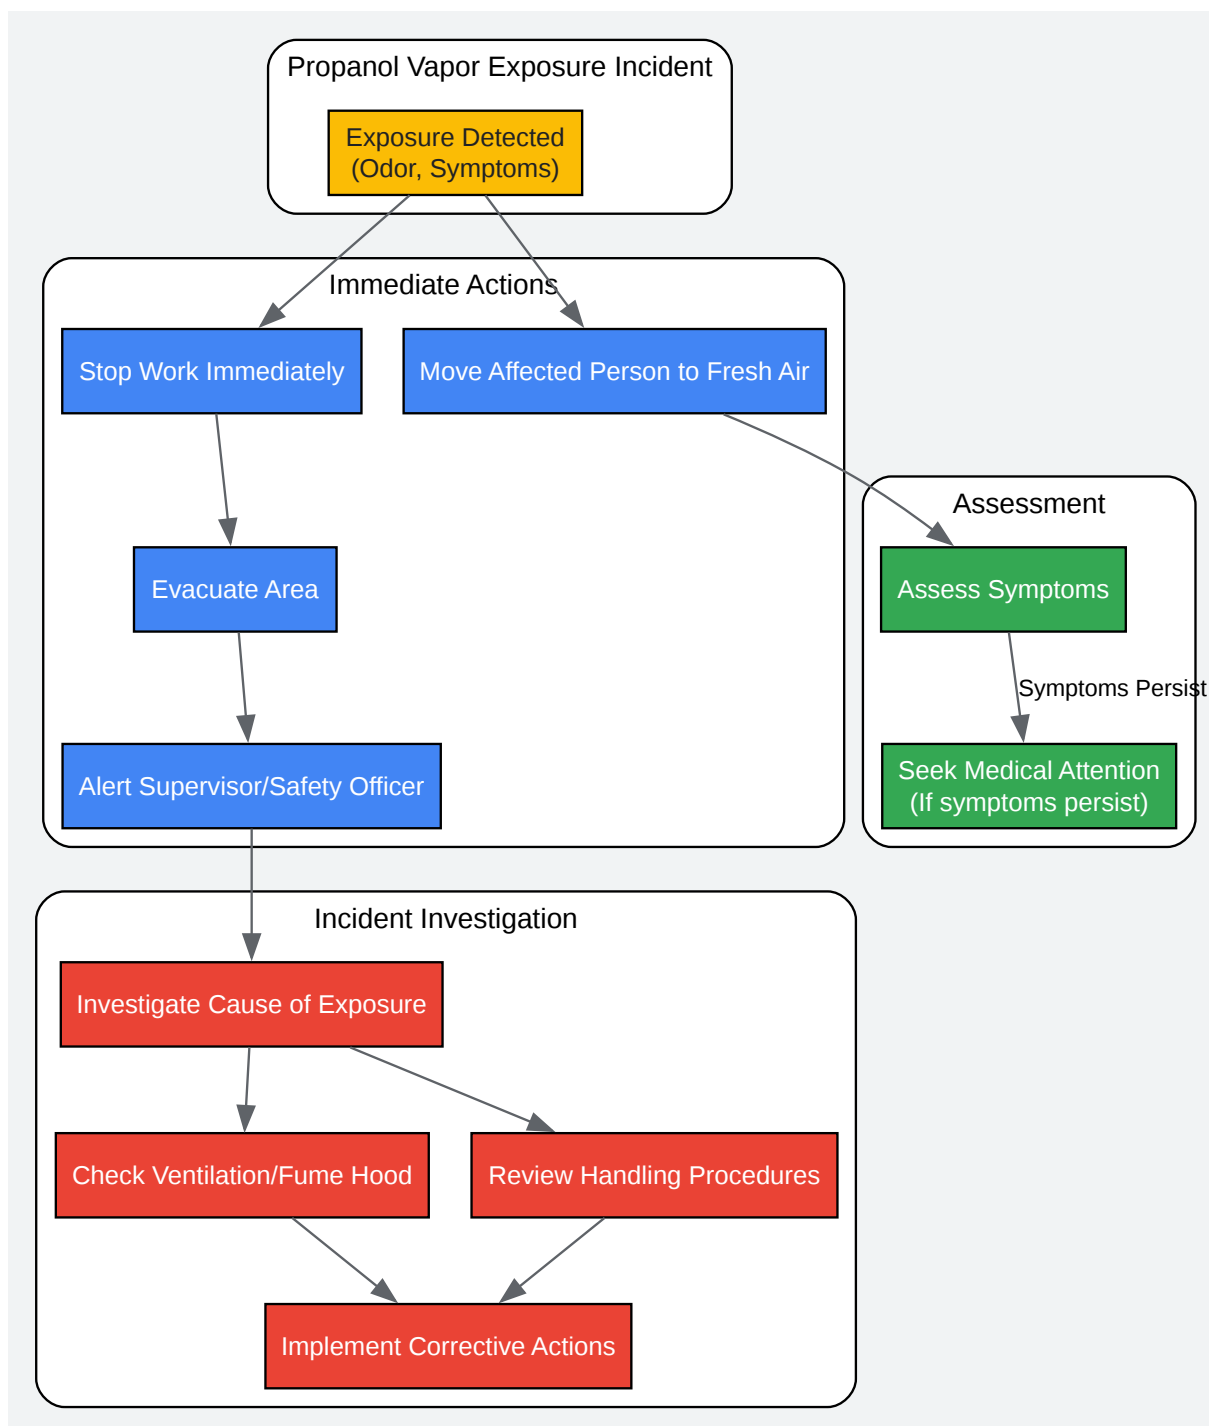 Propanol Vapor Exposure Incident
Exposure Detected
(Odor, Symptoms)
Immediate Actions
Stop Work Immediately
Move Affected Person to Fresh Air
Assessment
Evacuate Area
Assess Symptoms
Symptoms Persist
Alert Supervisor/Safety Officer
Seek Medical Attention
(If symptoms persist)
Incident Investigation
Investigate Cause of Exposure
Check Ventilation/Fume Hood
Review Handling Procedures
Implement Corrective Actions